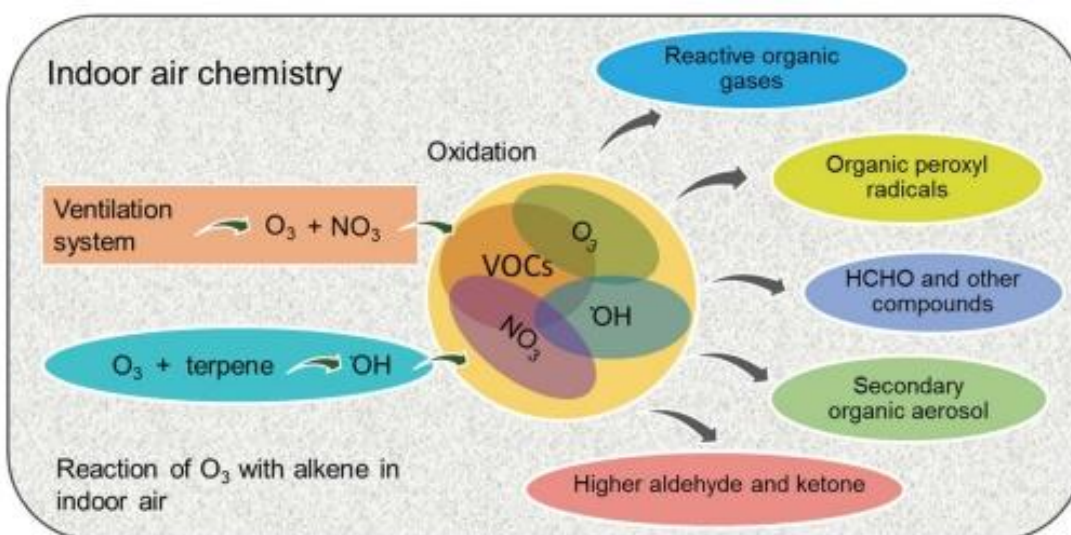 Indoor air chemistry
Reactive organic
gases
Oxidation
Organic peroxyl
radicals
Ventilation
system
O₃ + NO₃
O₃
VOCs
NO₃
˙OH
HCHO and other
compounds
O₃ + terpene
˙OH
Secondary
organic aerosol
Reaction of O₃ with alkene in
indoor air
Higher aldehyde and ketone